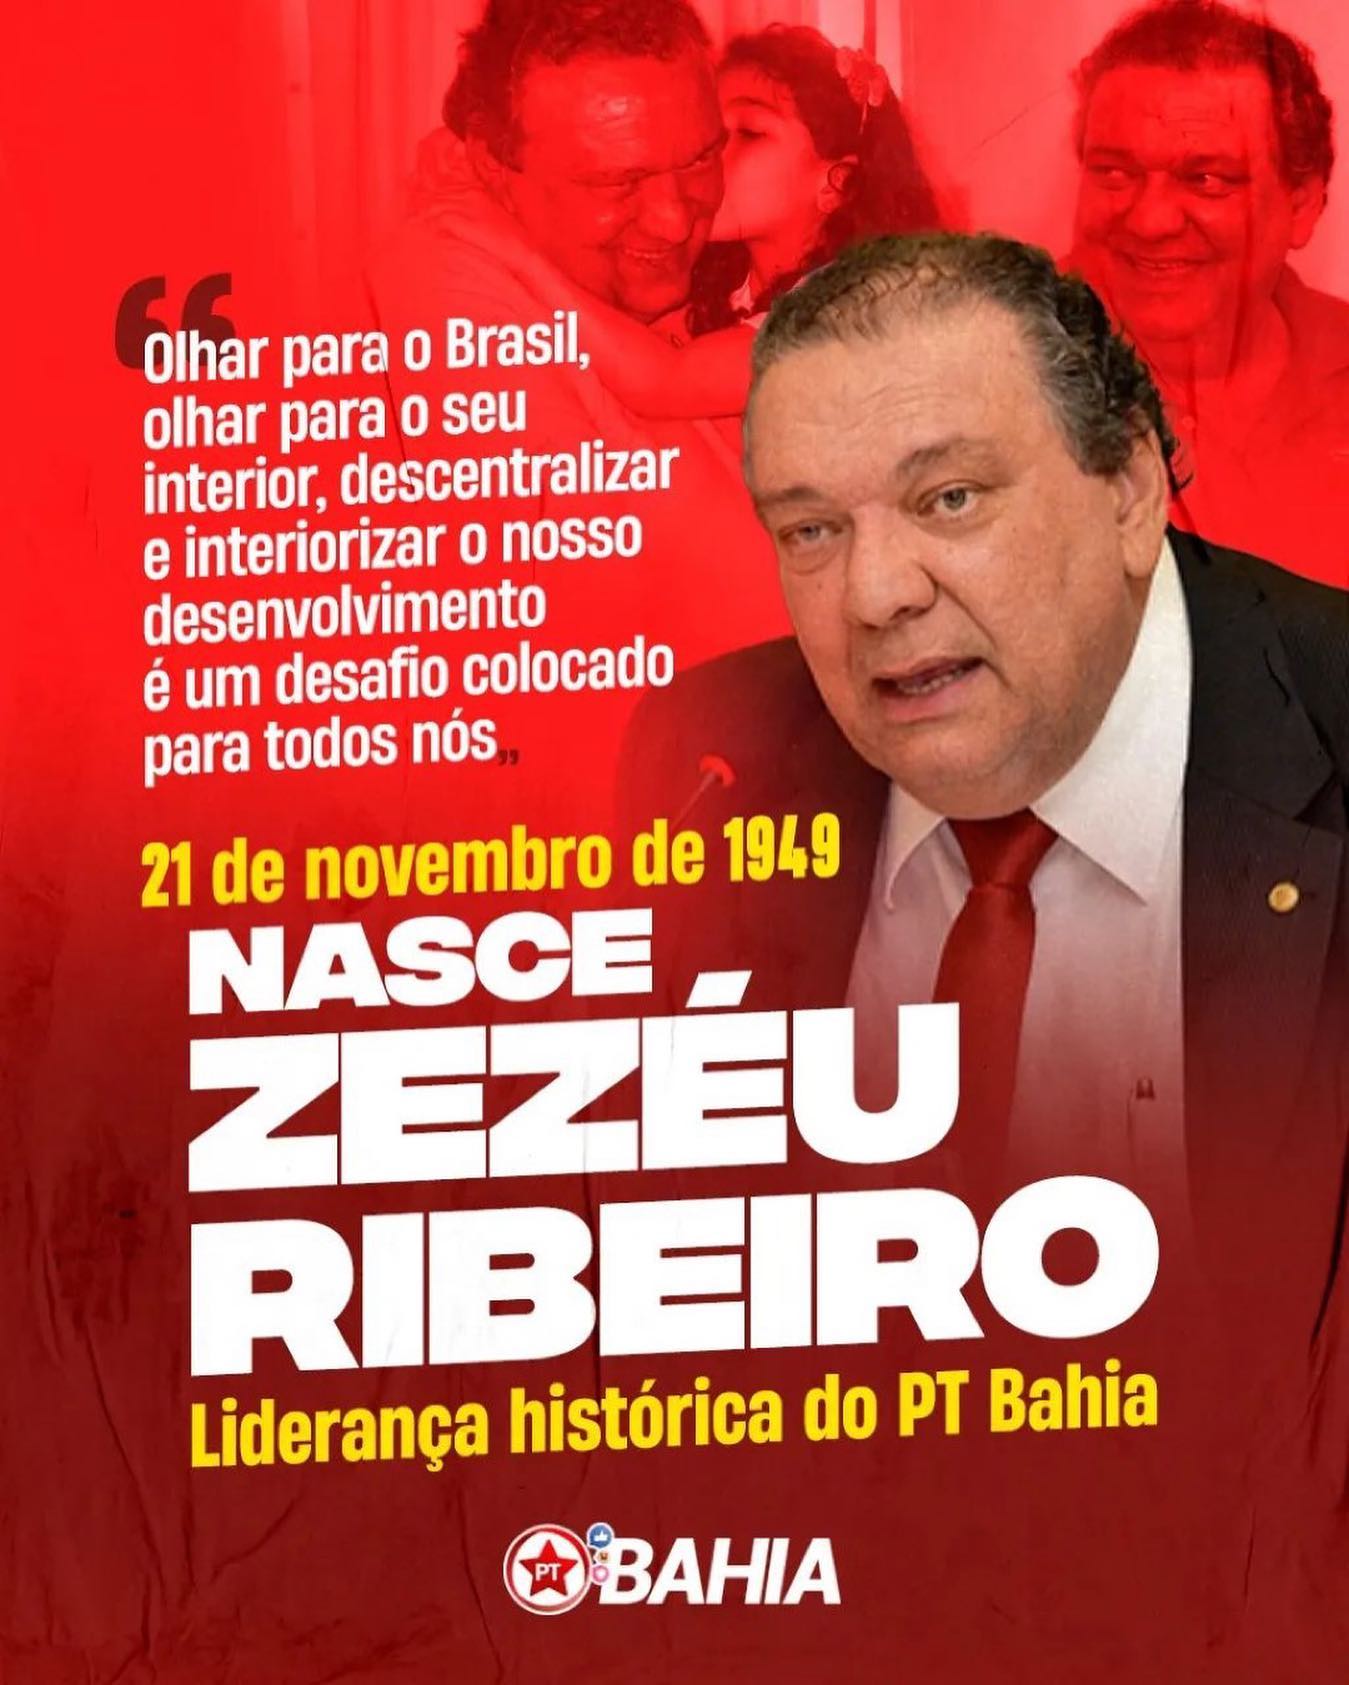 “
Olhar para o Brasil,
olhar para o seu
interior, descentralizar
e interiorizar o nosso
desenvolvimento
é um desafio colocado
para todos nós”
21 de novembro de 1949
NASCE
ZEZÉU
RIBEIRO
Liderança histórica do PT Bahia
PT BAHIA